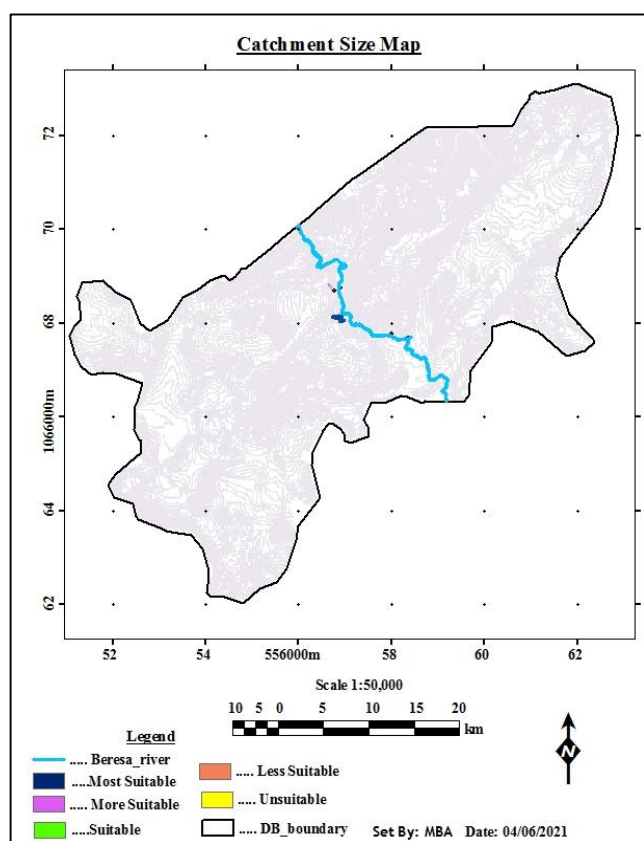 Catchment Size Map
72
70
68
1066000m
64
62
52
54
556000m
58
60
62
Scale 1:50,000
10 5 0 5 10 15 20
km
Legend
..... Beresa_river
.....Most Suitable
..... More Suitable
..... Suitable
..... Less Suitable
..... Unsuitable
..... DB_boundary
N
Set By: MBA Date: 04/06/2021